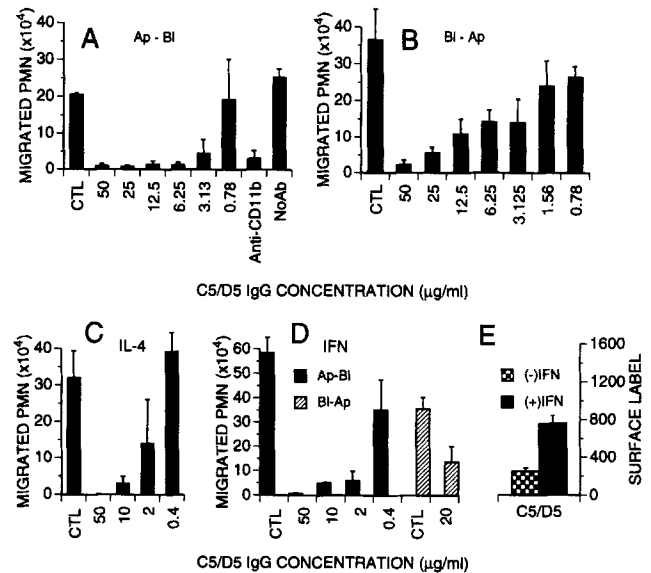 A
Ap - Bl
MIGRATED PMN (x10⁴)
40
30
20
10
0
CTL
50
25
12.5
6.25
3.13
0.78
Anti-CD11b
NoAb
B
Bl - Ap
MIGRATED PMN (x10⁴)
40
30
20
10
0
CTL
50
25
12.5
6.25
3.125
1.56
0.78
C5/D5 IgG CONCENTRATION (μg/ml)
C
IL-4
MIGRATED PMN (x10⁴)
40
30
20
10
0
CTL
50
10
2
0.4
D
IFN
Ap-Bl
Bl-Ap
MIGRATED PMN (x10⁴)
60
50
40
30
20
10
0
CTL
50
10
2
0.4
CTL
20
E
(-)IFN
(+)IFN
1600
1200
800
400
0
SURFACE LABEL
C5/D5
C5/D5 IgG CONCENTRATION (μg/ml)